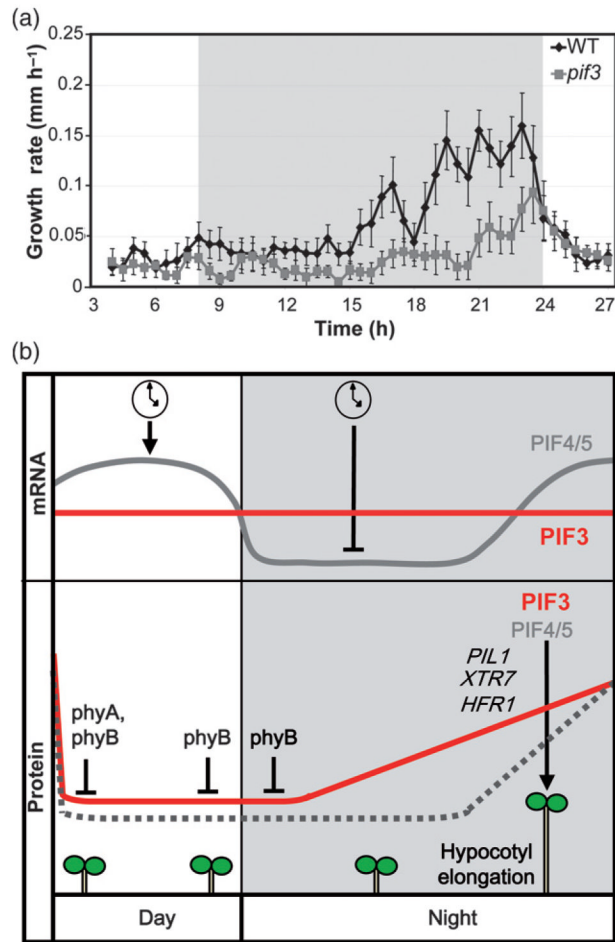 (a)
0.25
0.2
0.15
0.1
0.05
0
Growth rate (mm h⁻¹)
WT
pif3
3 6 9 12 15 18 21 24 27
Time (h)
(b)
mRNA
PIF4/5
PIF3
Protein
PIF3
PIF4/5
PIL1
XTR7
HFR1
phyA,
phyB
phyB
phyB
Hypocotyl
elongation
Day
Night